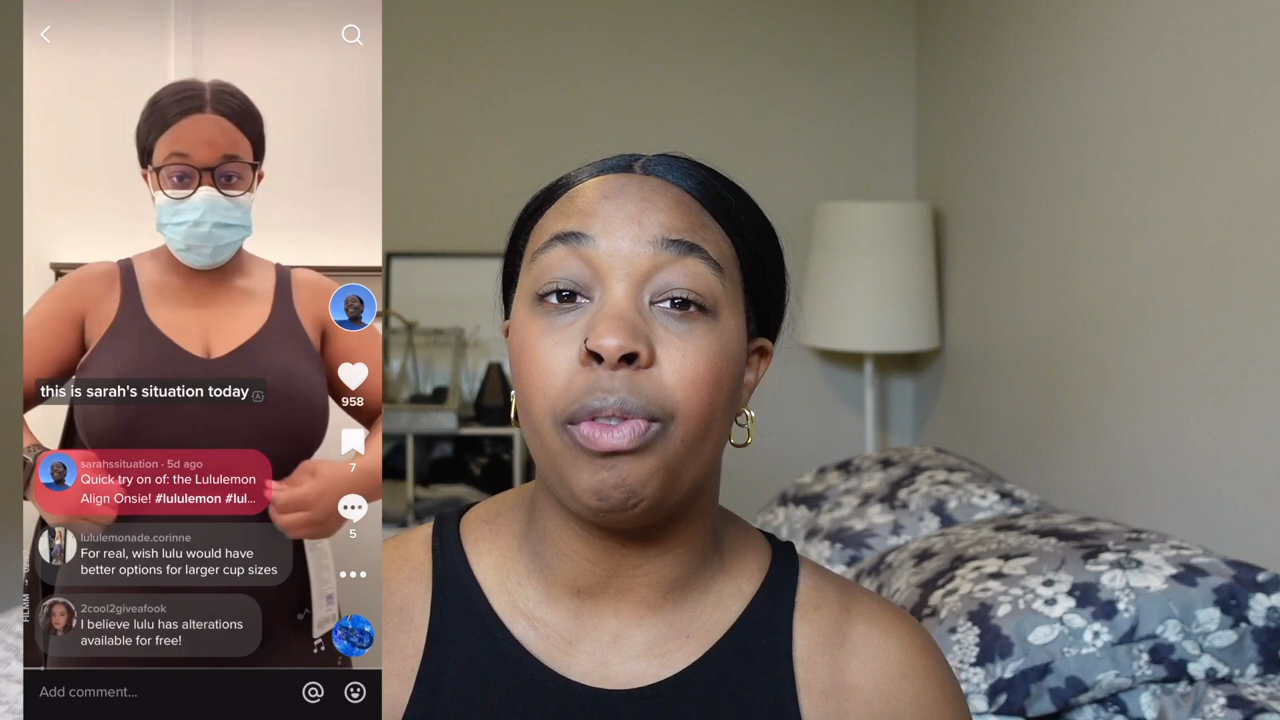 this is sarah's situation today
958
7
sarahssituation · 5d ago
Quick try on of: the Lululemon
Align Onsie! #lululemon #lul...
5
lululemonade.corinne
For real, wish lulu would have
better options for larger cup sizes
2cool2giveafook
I believe lulu has alterations
available for free!
Add comment...
@